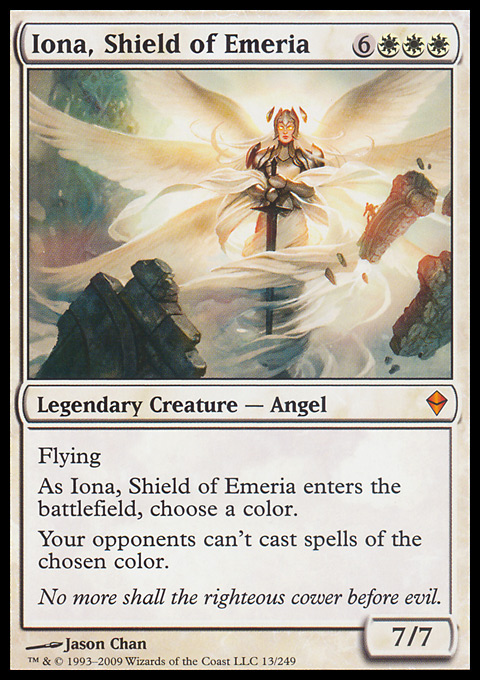 Iona, Shield of Emeria 6
Legendary Creature — Angel
Flying
As Iona, Shield of Emeria enters the
battlefield, choose a color.
Your opponents can't cast spells of the
chosen color.
No more shall the righteous cower before evil.
Jason Chan
7/7
™ & © 1993–2009 Wizards of the Coast LLC 13/249